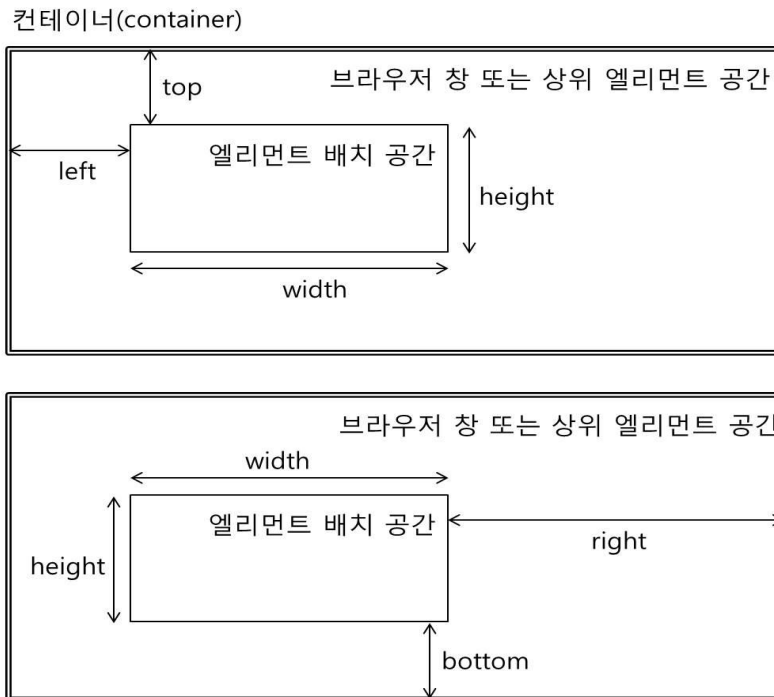 컨테이너(container)
top
브라우저 창 또는 상위 엘리먼트 공간
left
엘리먼트 배치 공간
height
width
브라우저 창 또는 상위 엘리먼트 공간
width
엘리먼트 배치 공간
height
right
bottom